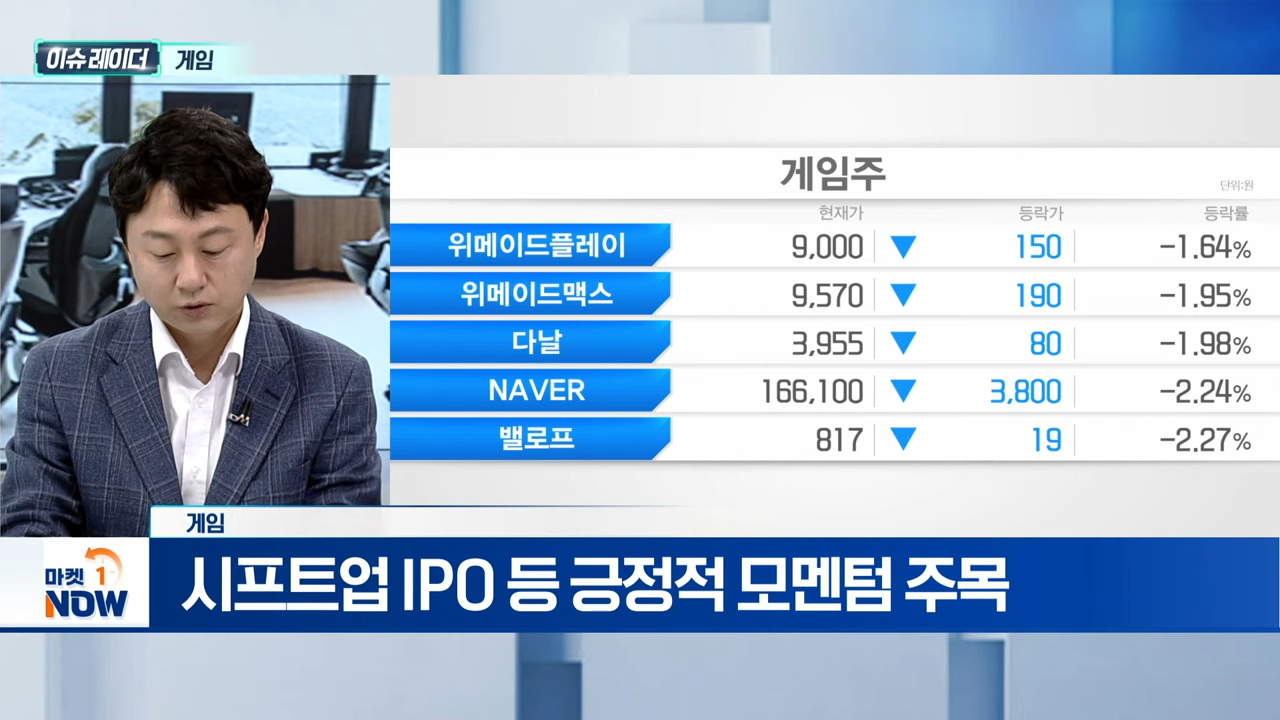 이슈레이더 게임
게임주
단위:원
현재가 등락가 등락률
위메이드플레이 9,000 ▼ 150 -1.64%
위메이드맥스 9,570 ▼ 190 -1.95%
다날 3,955 ▼ 80 -1.98%
NAVER 166,100 ▼ 3,800 -2.24%
밸로프 817 ▼ 19 -2.27%
게임
마켓 1
NOW
시프트업 IPO 등 긍정적 모멘텀 주목